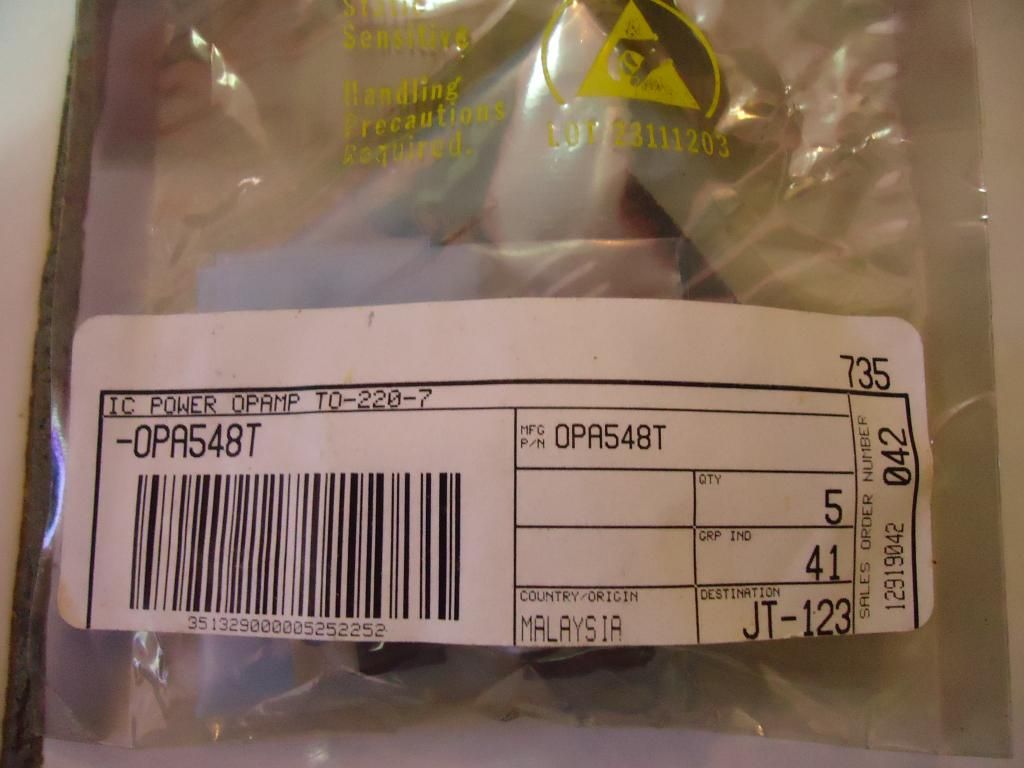 Static
Sensitive
Handling
Precautions
Required.
LOT 23111203
735
IC POWER OPAMP TO-220-7
-OPA548T
MFG P/N OPA548T
QTY
5
GRP IND
41
COUNTRY/ORIGIN
MALAYSIA
DESTINATION
JT-123
3513290000005252252
SALES ORDER NUMBER
12919042
042